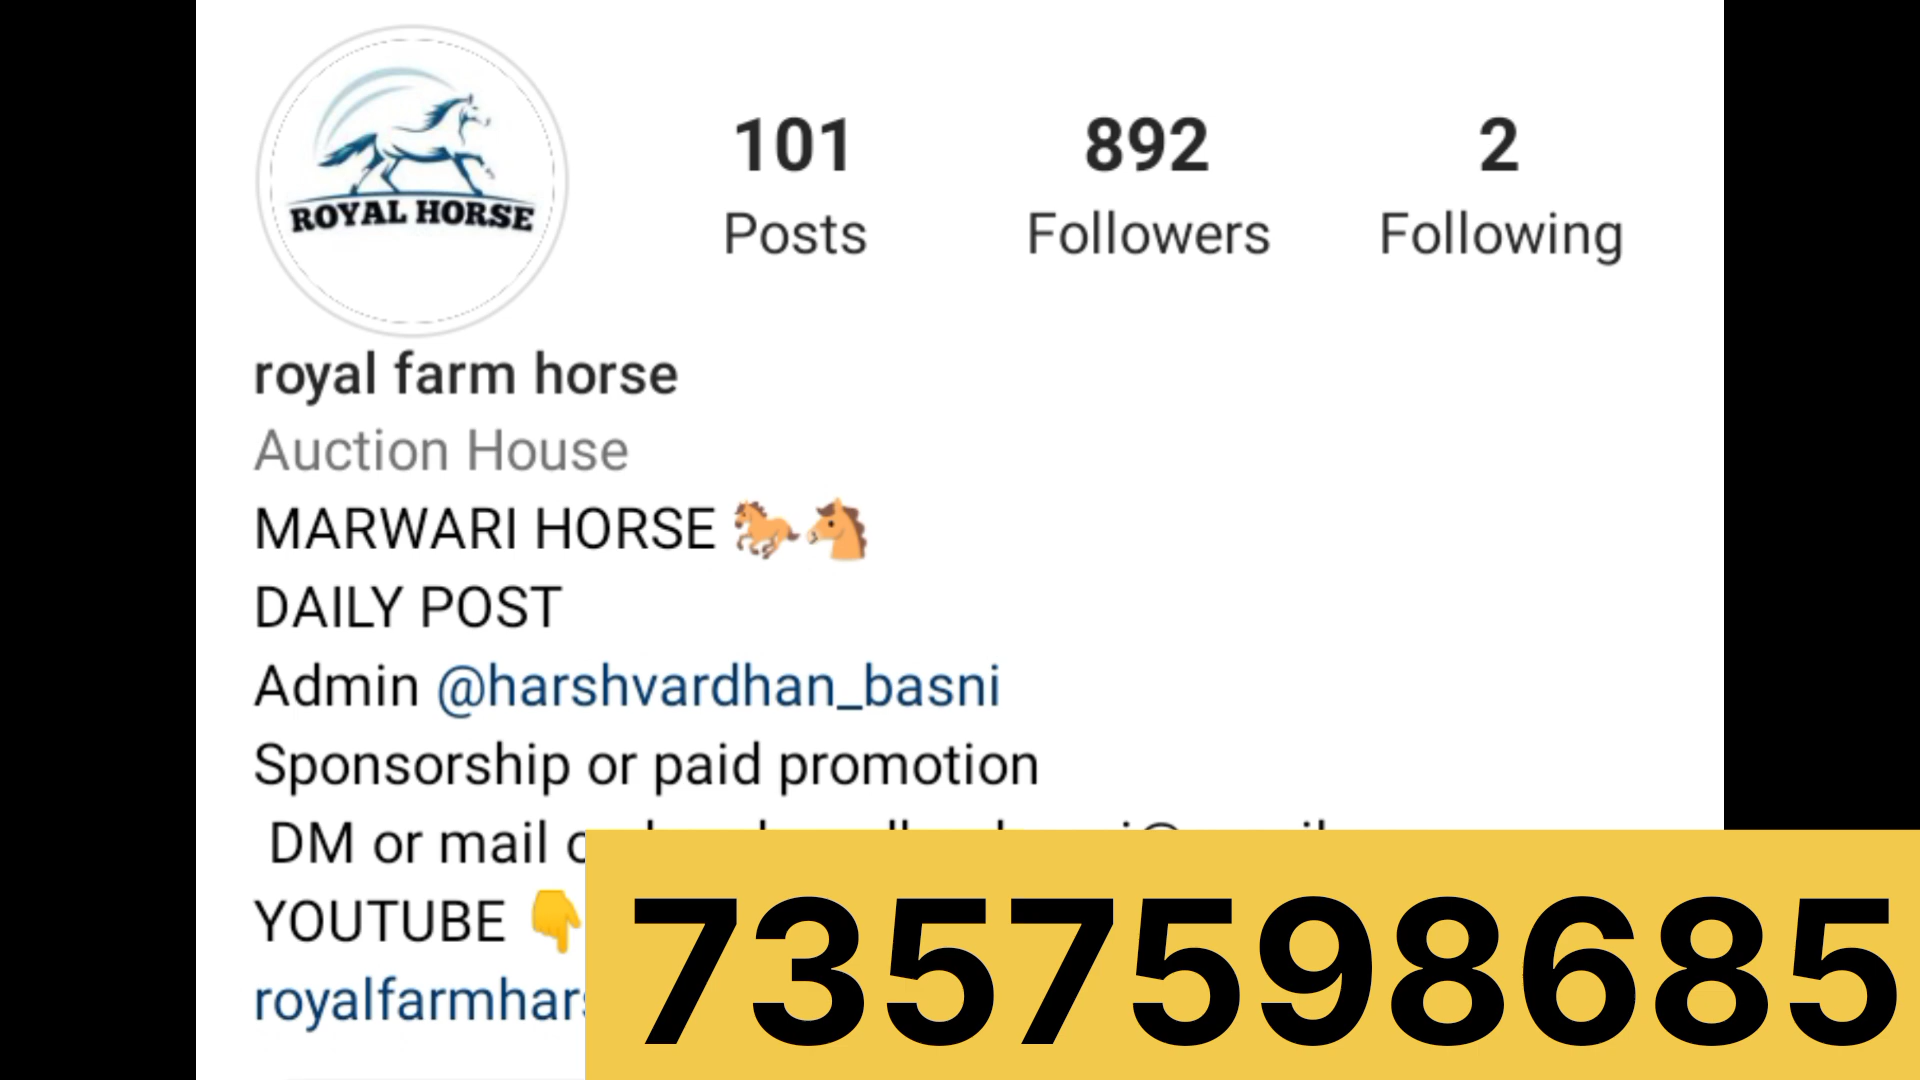 ROYAL HORSE
101 892 2
Posts Followers Following
royal farm horse
Auction House
MARWARI HORSE 🐎🐴
DAILY POST
Admin @harshvardhan_basni
Sponsorship or paid promotion
DM or mail
YOUTUBE 👇
7357598685